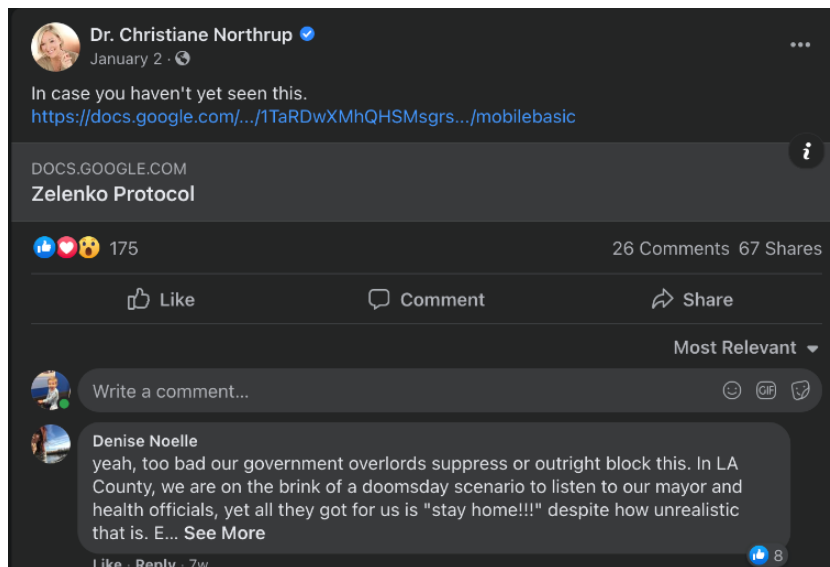 Dr. Christiane Northrup
January 2 ·
In case you haven't yet seen this.
https://docs.google.com/.../1TaRDwXMhQHSMsgrs.../mobilebasic
DOCS.GOOGLE.COM
Zelenko Protocol
175
26 Comments 67 Shares
Like
Comment
Share
Most Relevant
Write a comment...
GIF
Denise Noelle
yeah, too bad our government overlords suppress or outright block this. In LA
County, we are on the brink of a doomsday scenario to listen to our mayor and
health officials, yet all they got for us is "stay home!!!" despite how unrealistic
that is. E... See More
8
Like · Reply · 7w